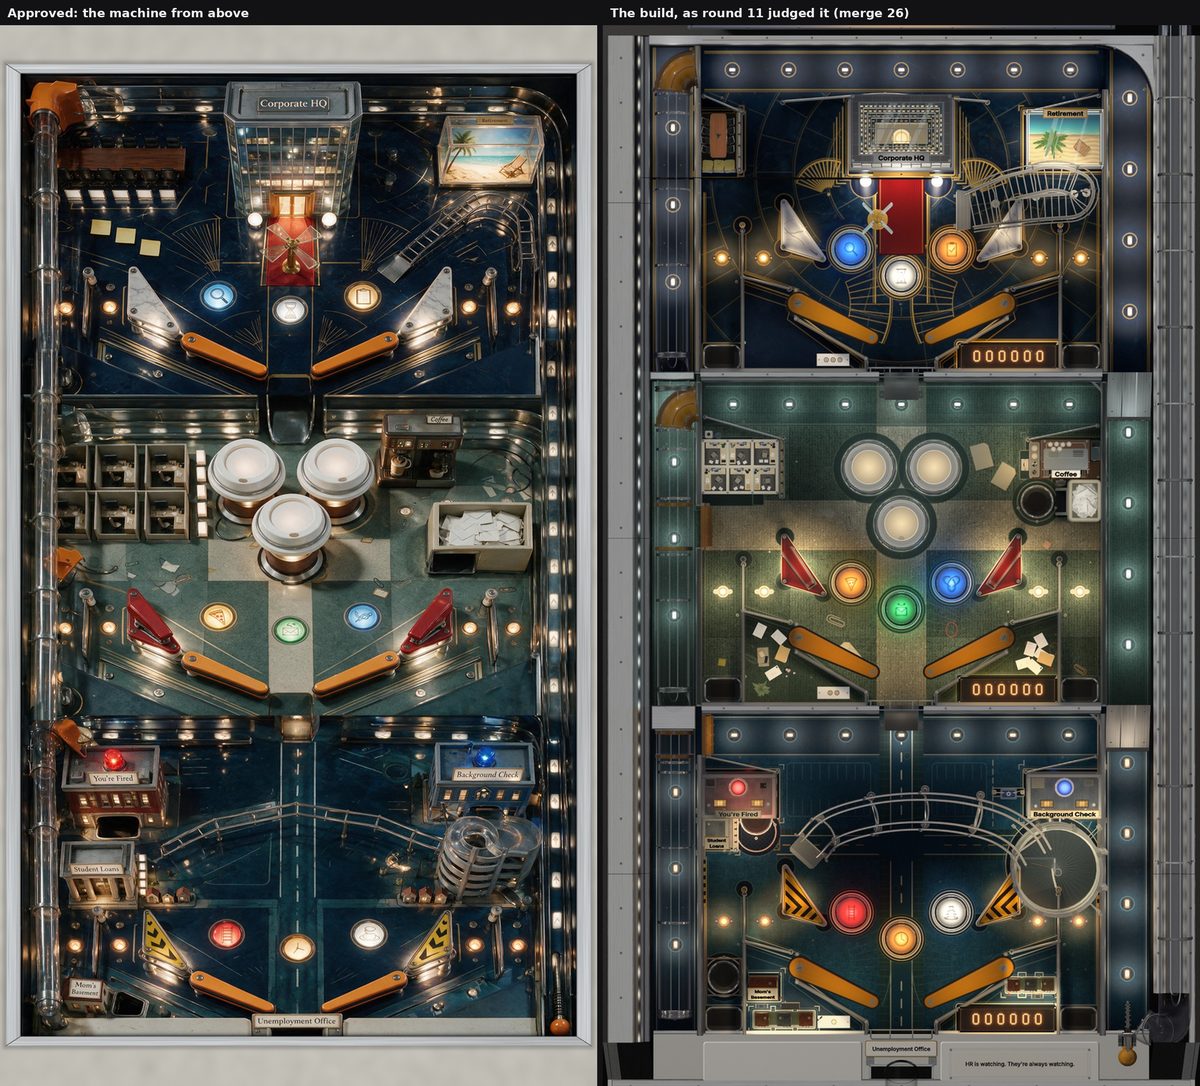 Approved: the machine from above
The build, as round 11 judged it (merge 26)
Corporate HQ
Retirement
Coffee
You're Fired
Background Check
Student Loans
Mom's
Basement
Unemployment Office
Retirement
Corporate HQ
000000
Coffee
000000
You're Fired
Background Check
Student
Loans
Mom's
Basement
000000
Unemployment Office
HR is watching. They're always watching.